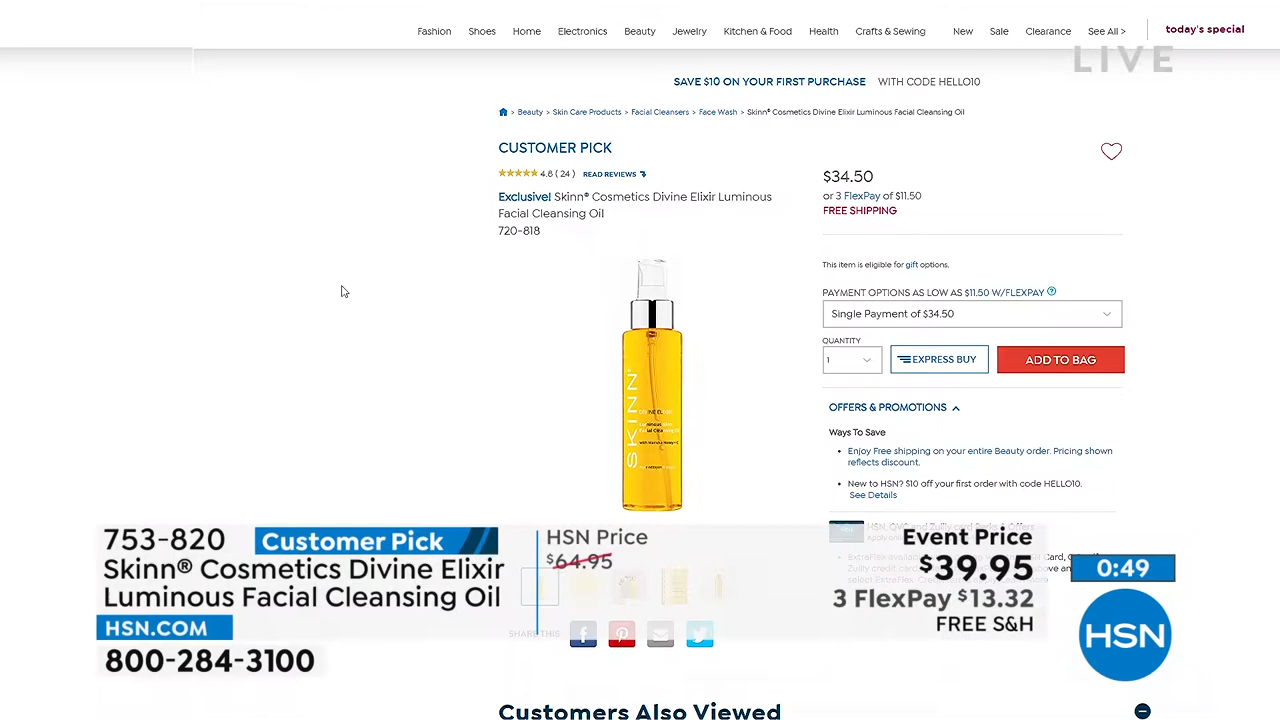 Fashion Shoes Home Electronics Beauty Jewelry Kitchen & Food Health Crafts & Sewing New Sale Clearance See All > today's special
LIVE
SAVE $10 ON YOUR FIRST PURCHASE WITH CODE HELLO10
> Beauty > Skin Care Products > Facial Cleansers > Face Wash > Skinn® Cosmetics Divine Elixir Luminous Facial Cleansing Oil
CUSTOMER PICK
4.8 ( 24 ) READ REVIEWS
Exclusive! Skinn® Cosmetics Divine Elixir Luminous
Facial Cleansing Oil
720-818
$34.50
or 3 FlexPay of $11.50
FREE SHIPPING
This item is eligible for gift options.
PAYMENT OPTIONS AS LOW AS $11.50 W/FLEXPAY ?
Single Payment of $34.50
QUANTITY
1 EXPRESS BUY ADD TO BAG
OFFERS & PROMOTIONS
Ways To Save
• Enjoy Free shipping on your entire Beauty order. Pricing shown
reflects discount.
• New to HSN? $10 off your first order with code HELLO10.
See Details
HSN, QVC and Zulily card Perks & Offers
SKINN
753-820 Customer Pick
Skinn® Cosmetics Divine Elixir
Luminous Facial Cleansing Oil
HSN.COM
800-284-3100
HSN Price
$64.95
Event Price
$39.95
3 FlexPay $13.32
FREE S&H
0:49
HSN
SHARE THIS
Customers Also Viewed